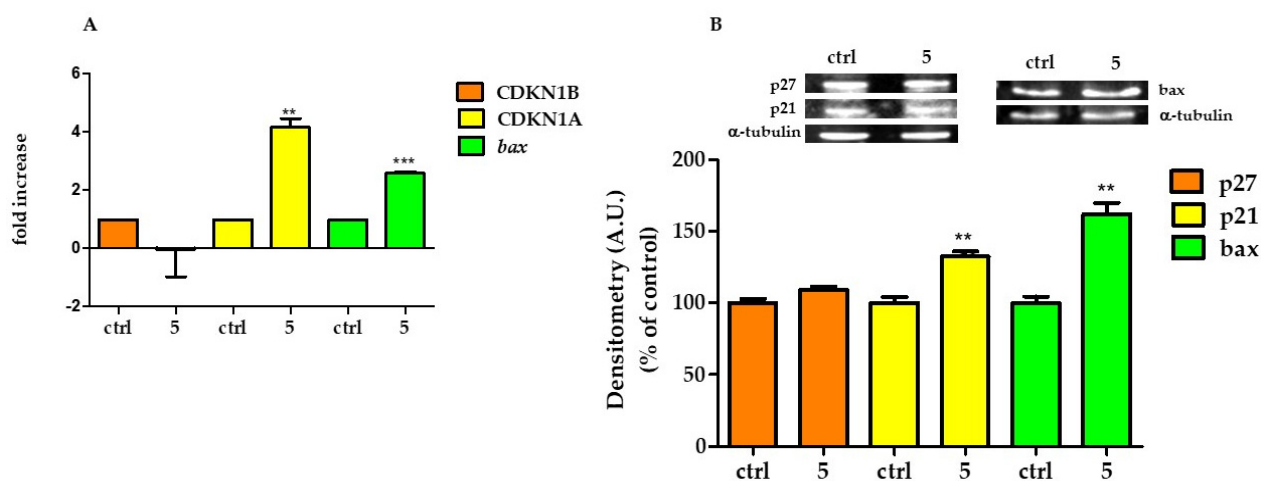 A
fold increase
6
4
2
0
-2
**
***
ctrl 5 ctrl 5 ctrl 5
CDKN1B
CDKN1A
bax
B
ctrl 5
p27
p21
α-tubulin
ctrl 5
bax
α-tubulin
Densitometry (A.U.)
(% of control)
200
150
100
50
0
**
**
ctrl 5 ctrl 5 ctrl 5
p27
p21
bax